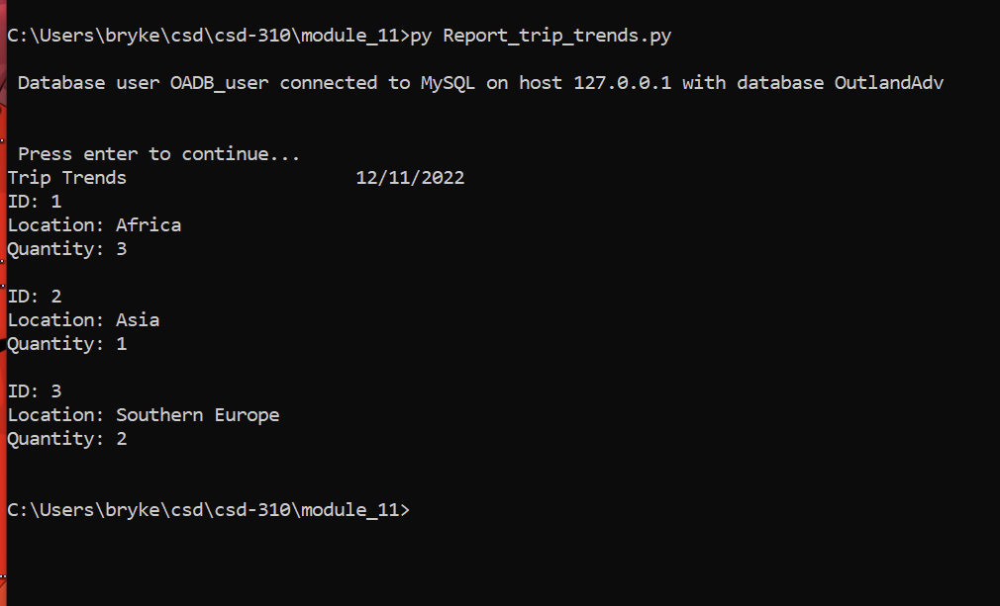 C:\Users\bryke\csd\csd-310\module_11>py Report_trip_trends.py
Database user OADB_user connected to MySQL on host 127.0.0.1 with database OutlandAdv
Press enter to continue...
Trip Trends                     12/11/2022
ID: 1
Location: Africa
Quantity: 3
ID: 2
Location: Asia
Quantity: 1
ID: 3
Location: Southern Europe
Quantity: 2
C:\Users\bryke\csd\csd-310\module_11>